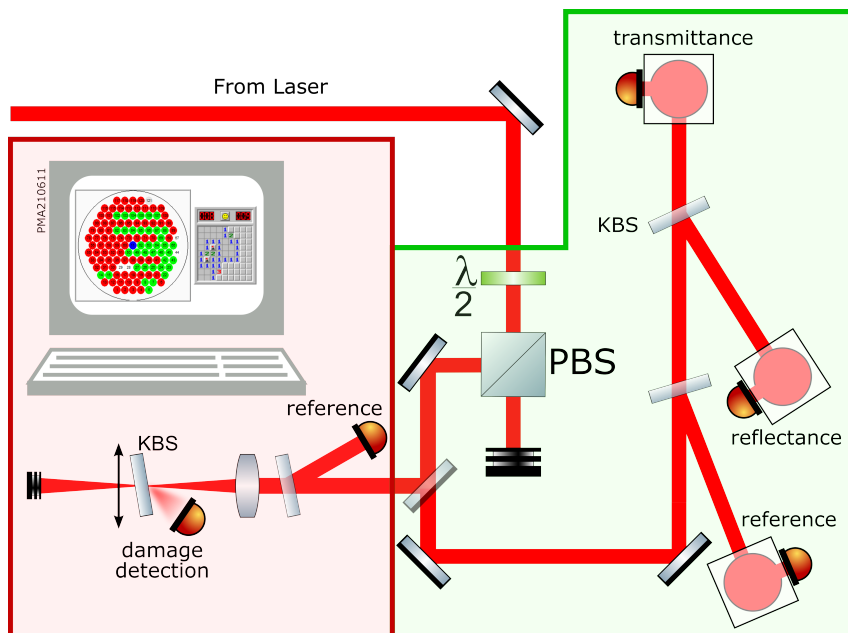 transmittance
From Laser
PMA210611
KBS
λ
2
PBS
reference
KBS
reflectance
reference
damage
detection